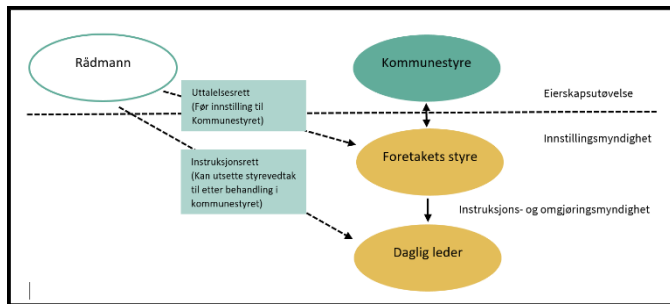 Rådmann
Kommunestyre
Uttalelsesrett
(Før innstilling til
Kommunestyret)
Eierskapsutøvelse
Innstillingsmyndighet
Foretakets styre
Instruksjonsrett
(Kan utsette styrevedtak
til etter behandling i
kommunestyret)
Instruksjons- og omgjøringsmyndighet
Daglig leder